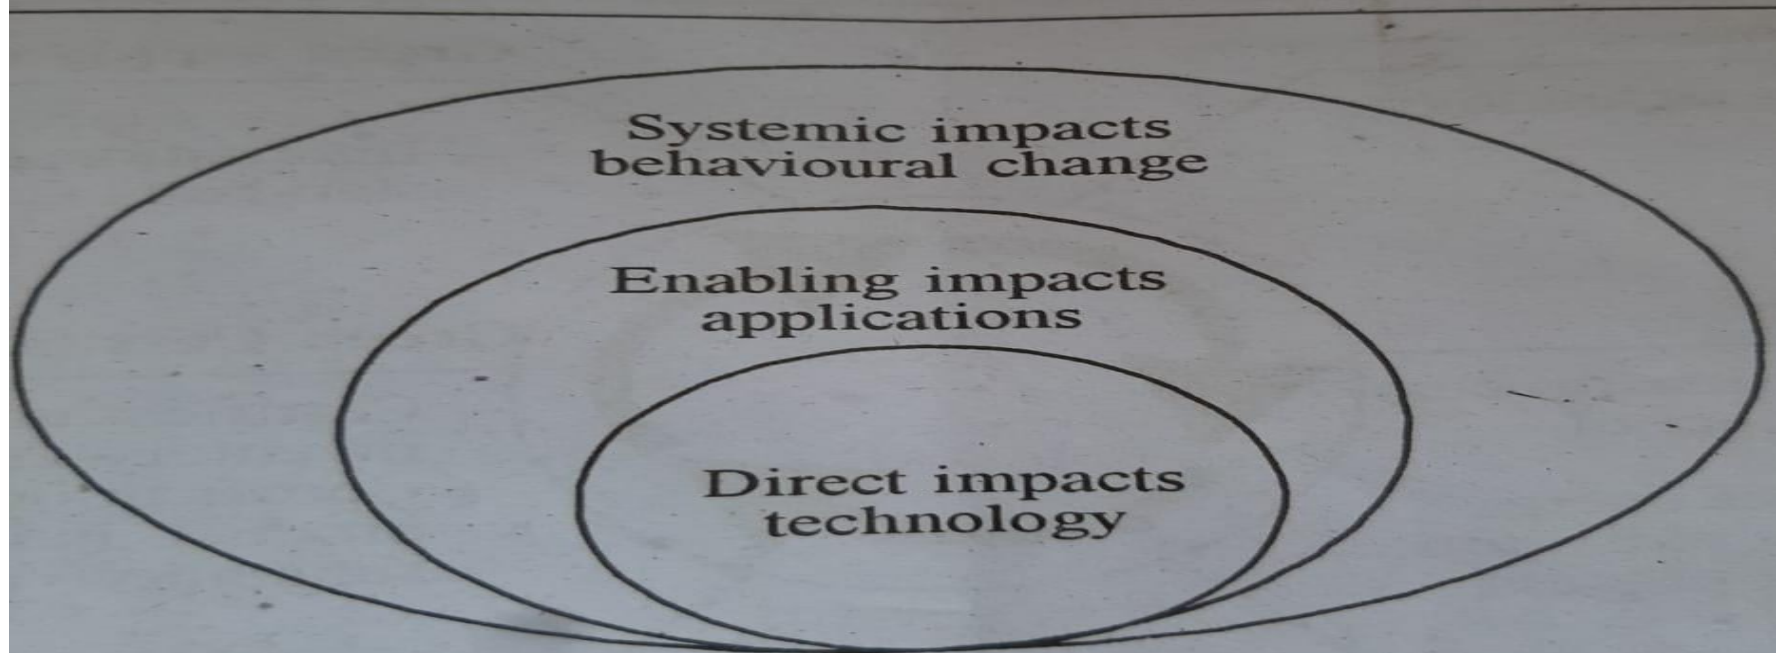 Systemic impacts
behavioural change
Enabling impacts
applications
Direct impacts
technology